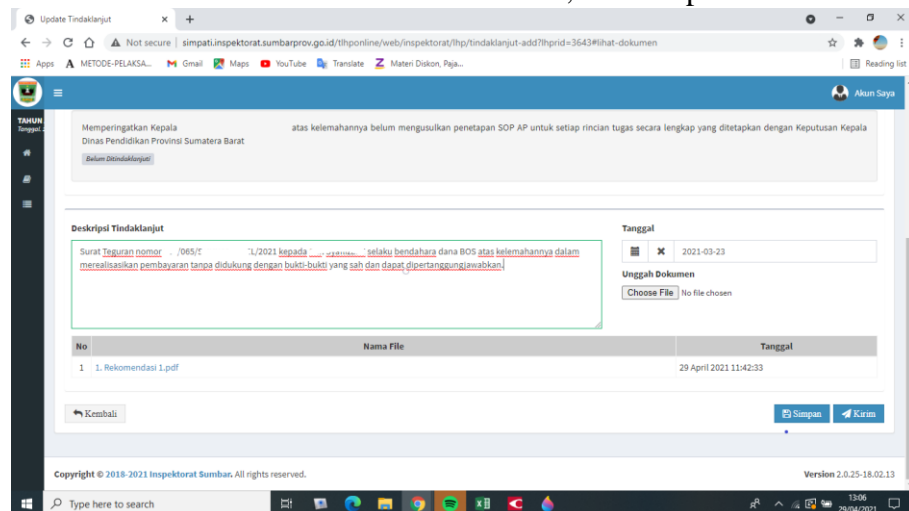 Update Tindaklanjut
Not secure | simpati.inspektorat.sumbarprov.go.id/tlhponline/web/inspektorat/lhp/tindaklanjut-add?lhprid=3643#lihat-dokumen
Apps METODE-PELAKSA... Gmail Maps YouTube Translate Materi Diskon, Paja... Reading list
Akun Saya
TAHUN
Tanggal
Memperingatkan Kepala atas kelemahannya belum mengusulkan penetapan SOP AP untuk setiap rincian tugas secara lengkap yang ditetapkan dengan Keputusan Kepala
Dinas Pendidikan Provinsi Sumatera Barat
Belum Ditindaklanjuti
Deskripsi Tindaklanjut
Tanggal
Surat Teguran nomor /065/ 1/2021 kepada selaku bendahara dana BOS atas kelemahannya dalam
merealisasikan pembayaran tanpa didukung dengan bukti-bukti yang sah dan dapat dipertanggungjawabkan.
2021-03-23
Unggah Dokumen
Choose File No file chosen
No Nama File Tanggal
1 1. Rekomendasi 1.pdf 29 April 2021 11:42:33
Kembali
Simpan Kirim
Copyright © 2018-2021 Inspektorat Sumbar. All rights reserved. Version 2.0.25-18.02.13
Type here to search
13:06
29/04/2021